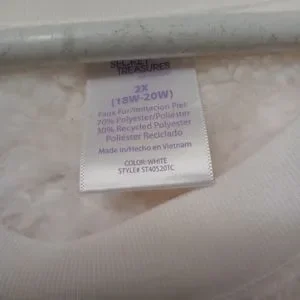 SECRET
TREASURES
2X
(18W-20W)
Faux Fur/Imitacion Piel
70% Polyester/Poliester
30% Recycled Polyester
Poliester Reciclado
Made in/Hecho en Vietnam
COLOR: WHITE
STYLE# ST40520TC